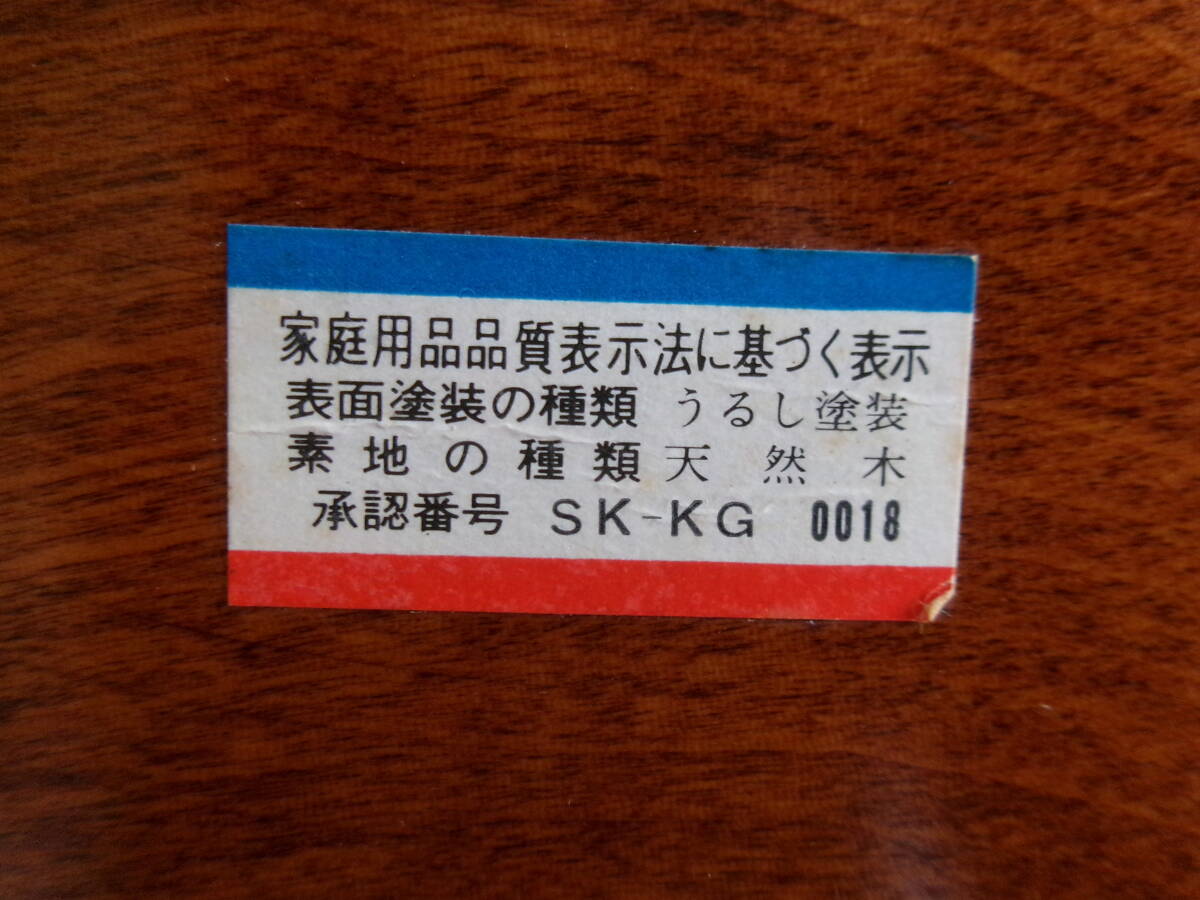 家庭用品品質表示法に基づく表示
表面塗装の種類 うるし塗装
素地の種類 天然木
承認番号 SK-KG 0018